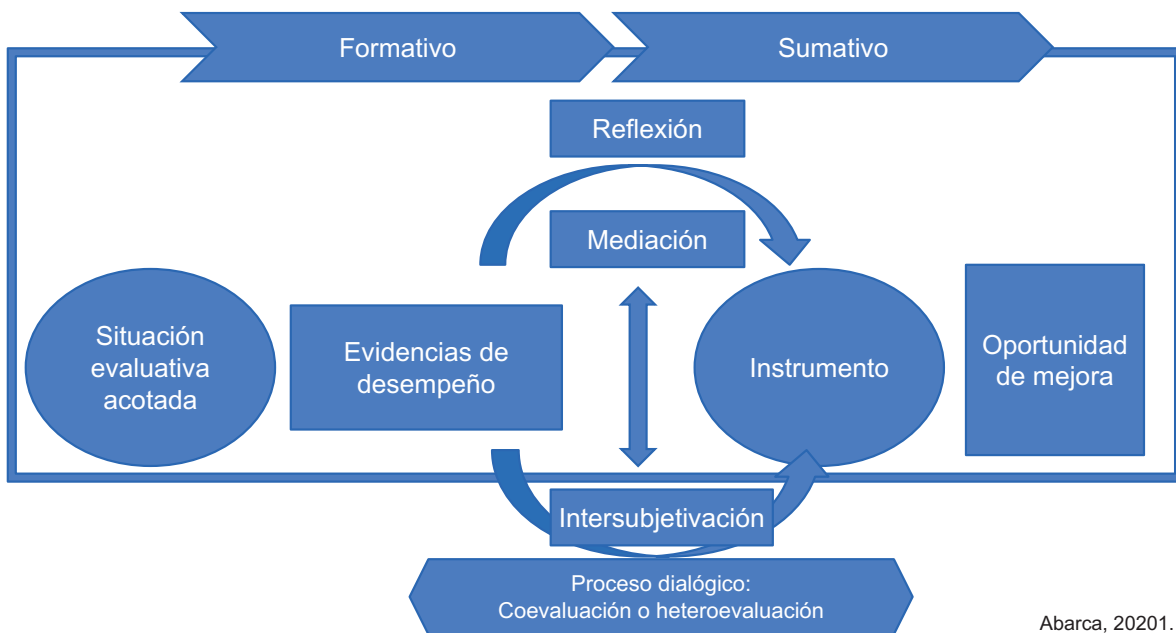 Formativo
Sumativo
Reflexión
Mediación
Situación
evaluativa
acotada
Evidencias de
desempeño
Instrumento
Oportunidad
de mejora
Intersubjetivación
Proceso dialógico:
Coevaluación o heteroevaluación
Abarca, 20201.